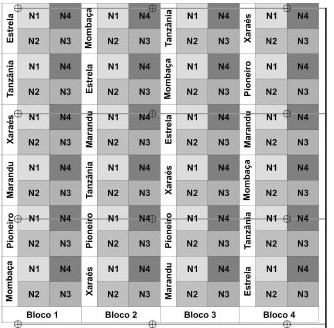 Estrela N1 N4 Mombaça N1 N4 Tanzânia N1 N4 Xaraés N1 N4
N2 N3 N2 N3 N2 N3 N2 N3
Tanzânia N1 N4 Estrela N1 N4 Mombaça N1 N4 Pioneiro N1 N4
N2 N3 N2 N3 N2 N3 N2 N3
Xaraés N1 N4 Marandu N1 N4 Estrela N1 N4 Marandu N1 N4
N2 N3 N2 N3 N2 N3 N2 N3
Marandu N1 N4 Tanzânia N1 N4 Xaraés N1 N4 Mombaça N1 N4
N2 N3 N2 N3 N2 N3 N2 N3
Pioneiro N1 N4 Pioneiro N1 N4 Pioneiro N1 N4 Tanzânia N1 N4
N2 N3 N2 N3 N2 N3 N2 N3
Mombaça N1 N4 Xaraés N1 N4 Marandu N1 N4 Estrela N1 N4
N2 N3 N2 N3 N2 N3 N2 N3
Bloco 1 Bloco 2 Bloco 3 Bloco 4